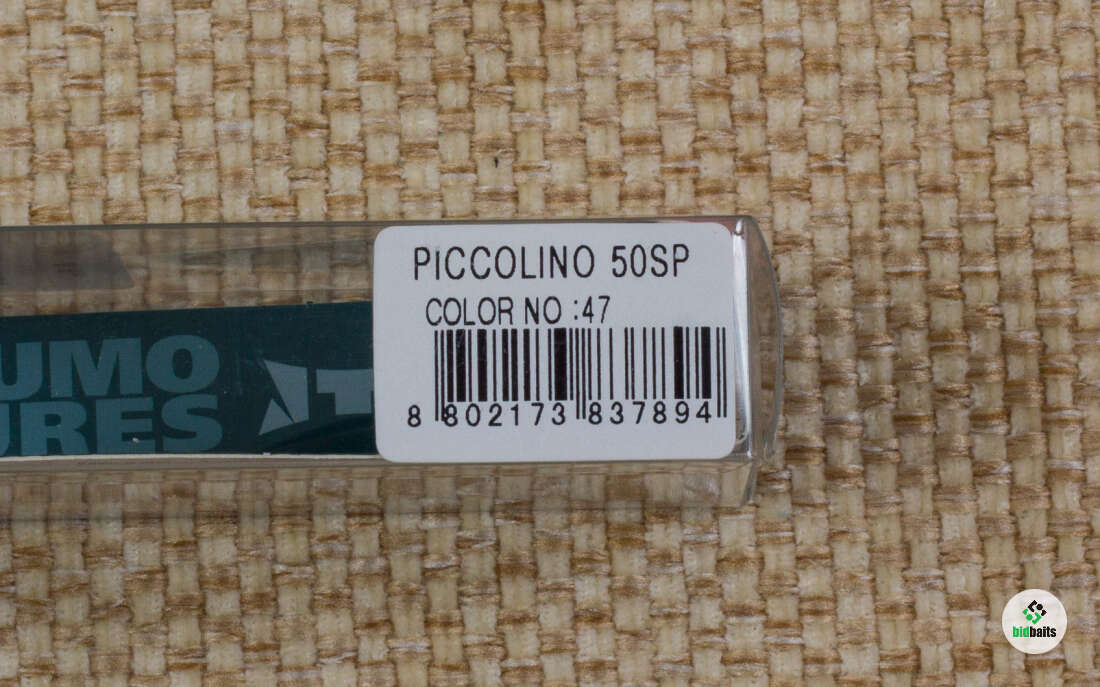 PiCCOLINO 50SP
COLOR NO :47
8 802173 837894
UMO
URES
bidbaits